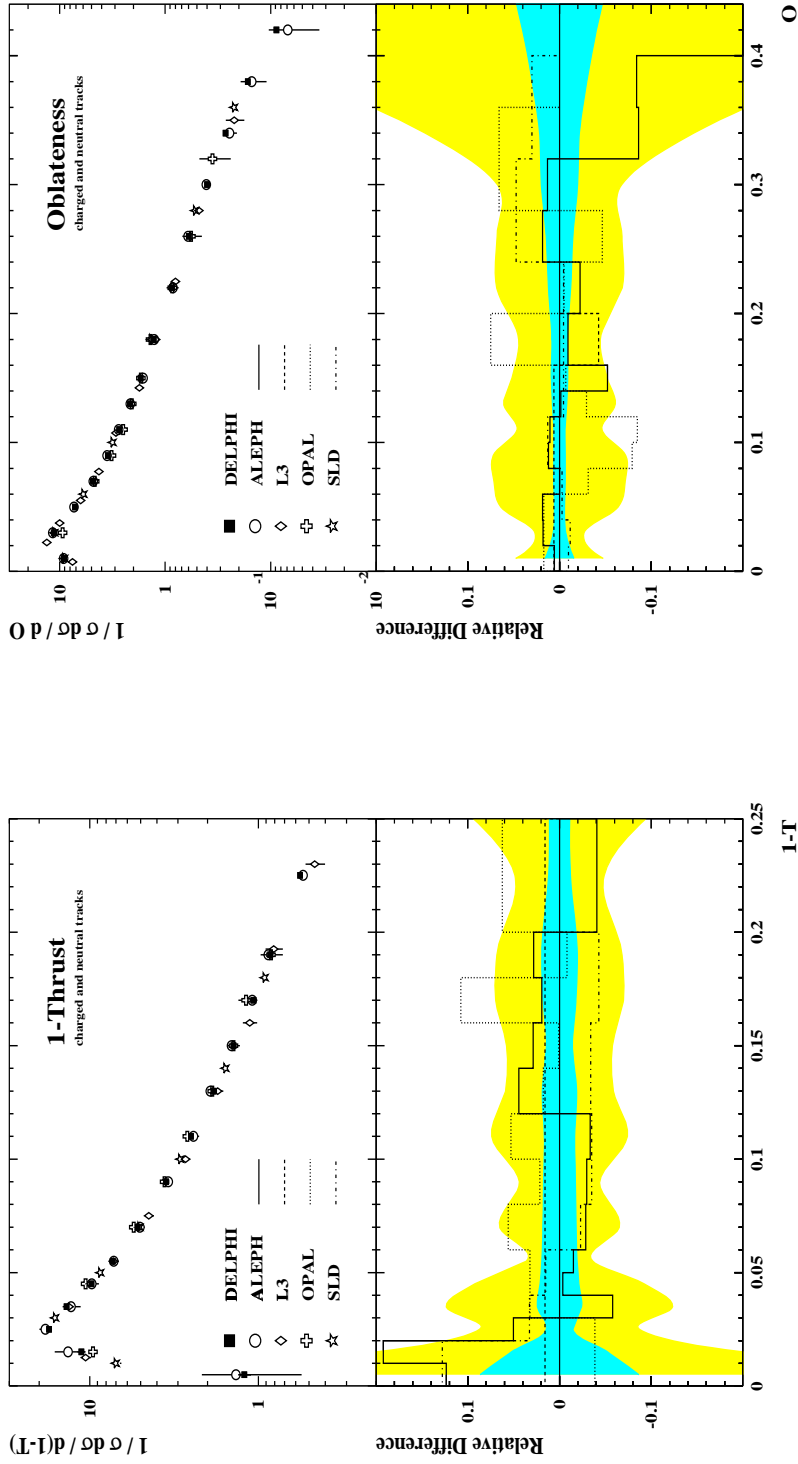 1 / σ dσ / d(1-T)
1-Thrust
charged and neutral tracks
10
1
DELPHI
ALEPH
L3
OPAL
SLD
Relative Difference
0.1
0
-0.1
0 0.05 0.1 0.15 0.2 0.25
1-T
1 / σ dσ / d O
Oblateness
charged and neutral tracks
10
1
10 -1
10 -2
DELPHI
ALEPH
L3
OPAL
SLD
Relative Difference
0.1
0
-0.1
0 0.1 0.2 0.3 0.4
O